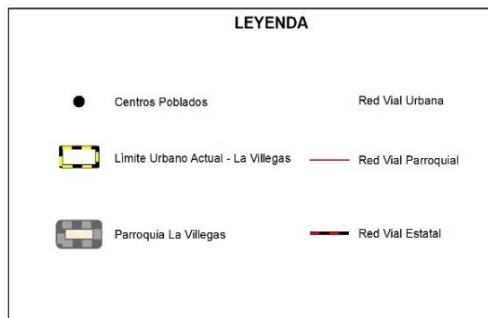 LEYENDA
Centros Poblados
Red Vial Urbana
Lìmite Urbano Actual - La Villegas
Red Vial Parroquial
Parroquia La Villegas
Red Vial Estatal